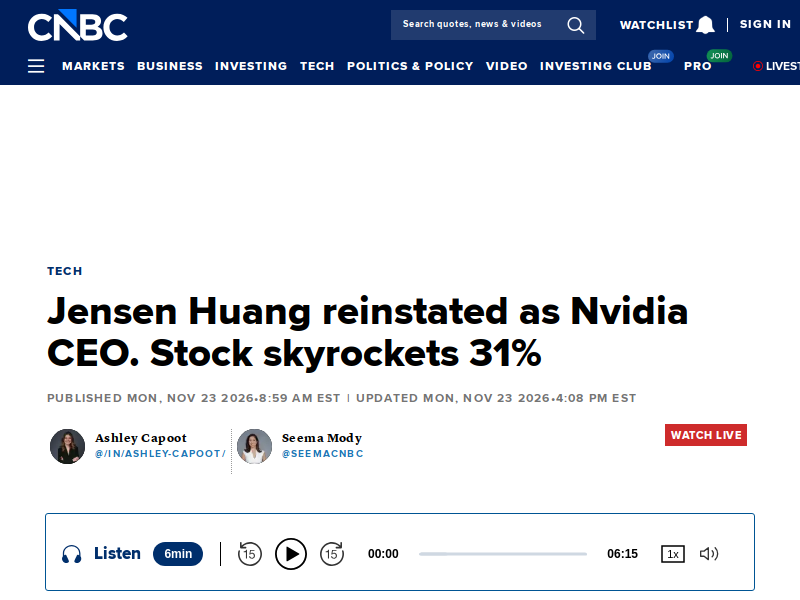 CNBC
Search quotes, news & videos
WATCHLIST
SIGN IN
MARKETS BUSINESS INVESTING TECH POLITICS & POLICY VIDEO INVESTING CLUB JOIN PRO JOIN LIVEST
TECH
Jensen Huang reinstated as Nvidia
CEO. Stock skyrockets 31%
PUBLISHED MON, NOV 23 2026•8:59 AM EST | UPDATED MON, NOV 23 2026•4:08 PM EST
Ashley Capoot
@/IN/ASHLEY-CAPOOT/
Seema Mody
@SEEMACNBC
WATCH LIVE
Listen 6min 15 15 00:00 06:15 1x